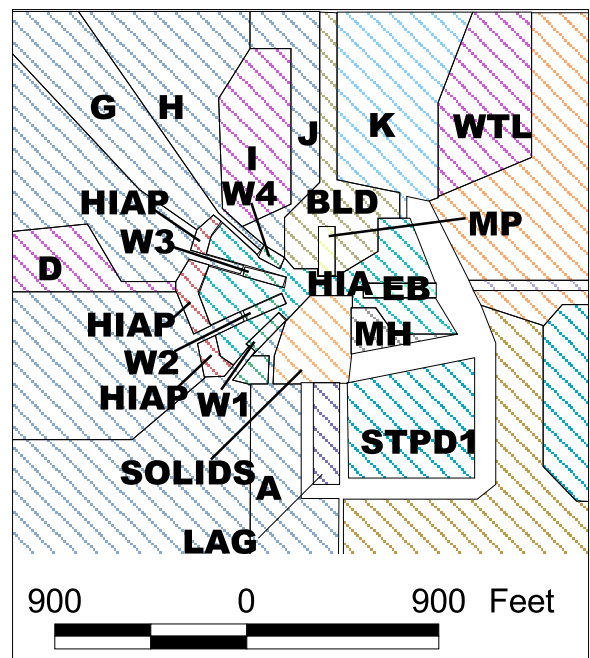 G
H
K
WTL
J
I
W4
HIAP
BLD
MP
W3
D
HIA
EB
HIAP
MH
W2
HIAP
W1
STPD1
SOLIDS
A
LAG
900 0 900 Feet